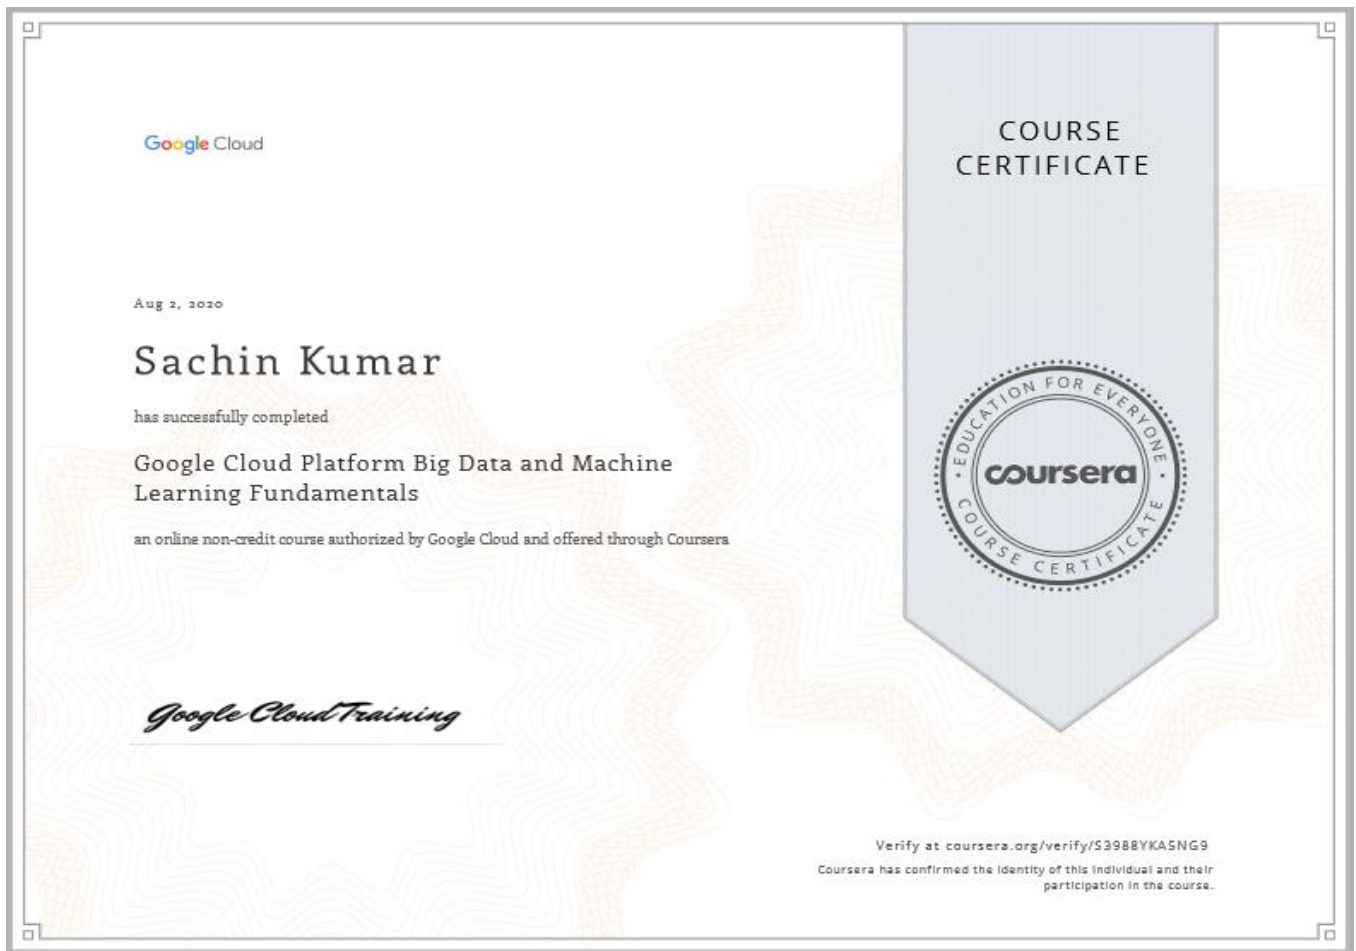 Google Cloud
COURSE
CERTIFICATE
Aug 2, 2020
Sachin Kumar
has successfully completed
Google Cloud Platform Big Data and Machine
Learning Fundamentals
an online non-credit course authorized by Google Cloud and offered through Coursera
EDUCATION FOR EVERYONE
coursera
COURSE CERTIFICATE
Google Cloud Training
Verify at coursera.org/verify/S3988YKA5NG9
Coursera has confirmed the identity of this individual and their
participation in the course.